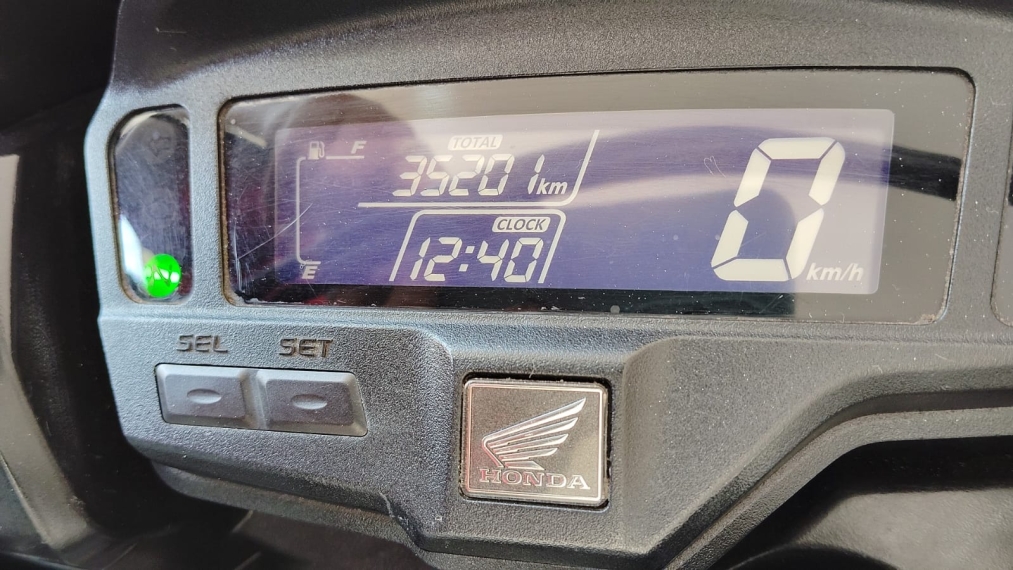 F
TOTAL
35201 km
CLOCK
12:40
E
0 km/h
N
SEL SET
HONDA